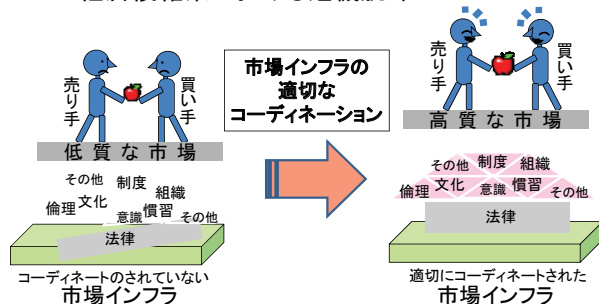 売り手
買い手
低質な市場
その他
制度
組織
倫理
文化
意識
慣習
その他
法律
コーディネートのされていない
市場インフラ
市場インフラの
適切な
コーディネーション
売り手
買い手
高質な市場
その他
制度
組織
倫理
文化
意識
慣習
その他
法律
適切にコーディネートされた
市場インフラ